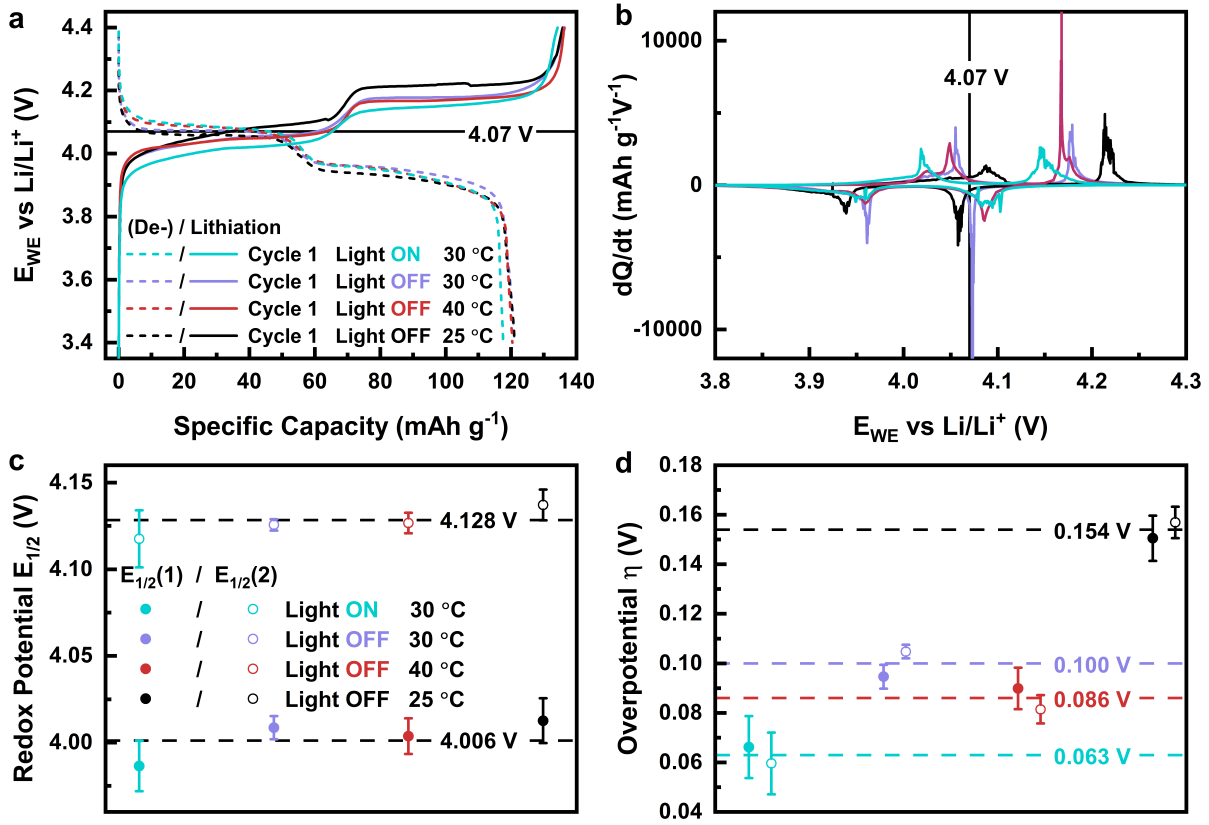 a
4.4
4.2
4.0
3.8
3.6
3.4
E_WE vs Li/Li⁺ (V)
4.07 V
(De-) / Lithiation
/ Cycle 1 Light ON 30 °C
/ Cycle 1 Light OFF 30 °C
/ Cycle 1 Light OFF 40 °C
/ Cycle 1 Light OFF 25 °C
0 20 40 60 80 100 120 140
Specific Capacity (mAh g⁻¹)
b
10000
0
-10000
dQ/dt (mAh g⁻¹V⁻¹)
4.07 V
3.8 3.9 4.0 4.1 4.2 4.3
E_WE vs Li/Li⁺ (V)
c
4.15
4.10
4.05
4.00
Redox Potential E₁/₂ (V)
4.128 V
E₁/₂(1) / E₁/₂(2)
/ Light ON 30 °C
/ Light OFF 30 °C
/ Light OFF 40 °C
/ Light OFF 25 °C
4.006 V
d
0.18
0.16
0.14
0.12
0.10
0.08
0.06
0.04
Overpotential η (V)
0.154 V
0.100 V
0.086 V
0.063 V